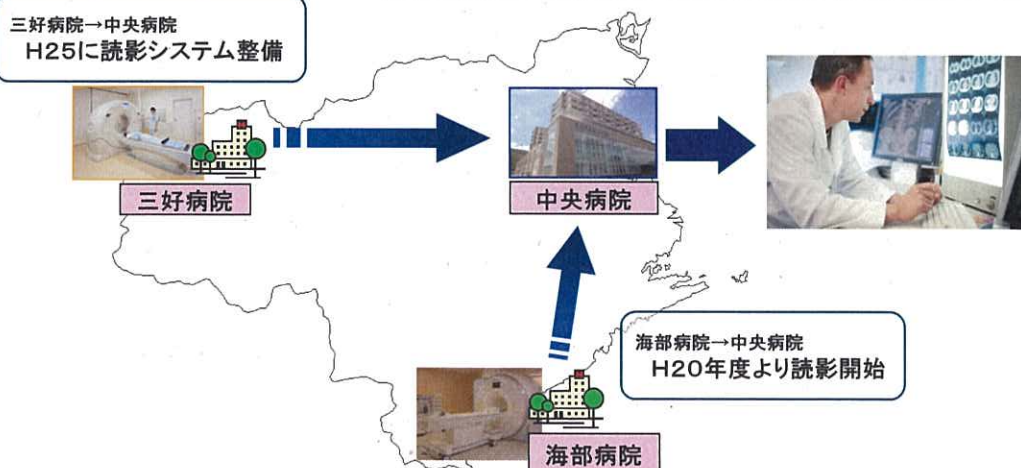 三好病院→中央病院
H25に読影システム整備
三好病院
中央病院
海部病院→中央病院
H20年度より読影開始
海部病院